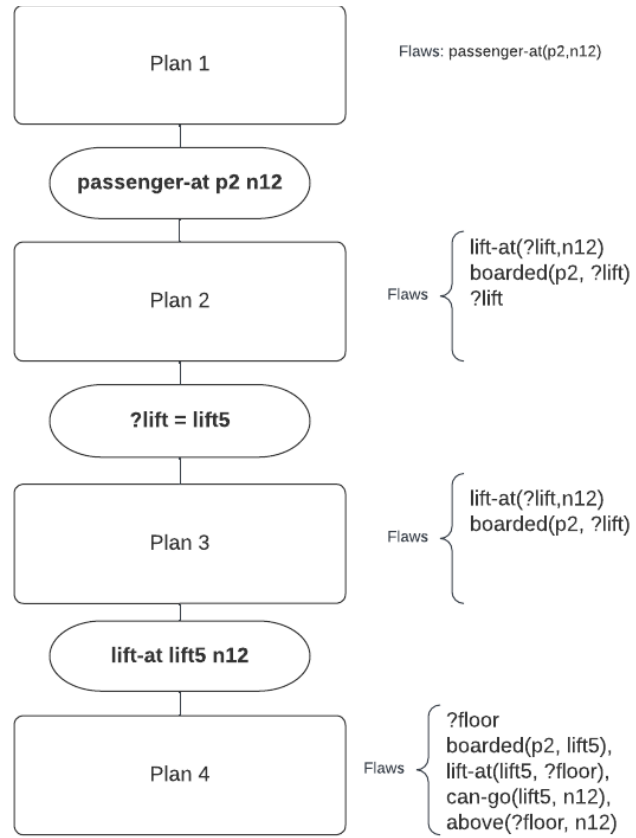 Plan 1
Flaws: passenger-at(p2,n12)
passenger-at p2 n12
Plan 2
Flaws
lift-at(?lift,n12)
boarded(p2, ?lift)
?lift
?lift = lift5
Plan 3
Flaws
lift-at(?lift,n12)
boarded(p2, ?lift)
lift-at lift5 n12
Plan 4
Flaws
?floor
boarded(p2, lift5),
lift-at(lift5, ?floor),
can-go(lift5, n12),
above(?floor, n12)